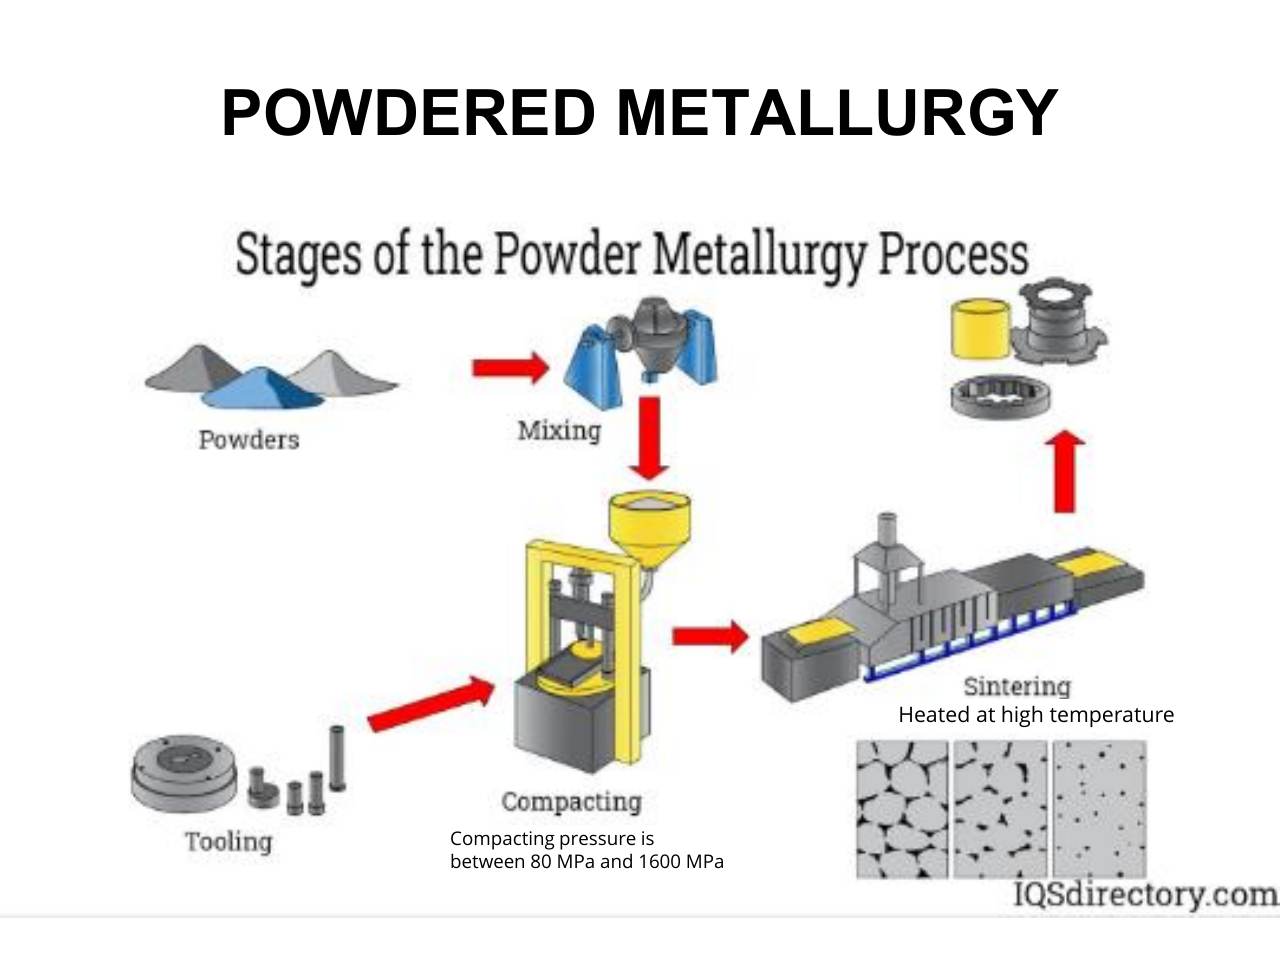 POWDERED METALLURGY
Stages of the Powder Metallurgy Process
Powders
Mixing
Sintering
Heated at high temperature
Tooling
Compacting
Compacting pressure is
between 80 MPa and 1600 MPa
IQSdirectory.com